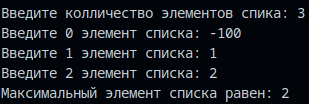 Введите колличество элементов спика: 3
Введите 0 элемент списка: -100
Введите 1 элемент списка: 1
Введите 2 элемент списка: 2
Максимальный элемент списка равен: 2